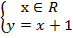 x ∈ R
y = x + 1